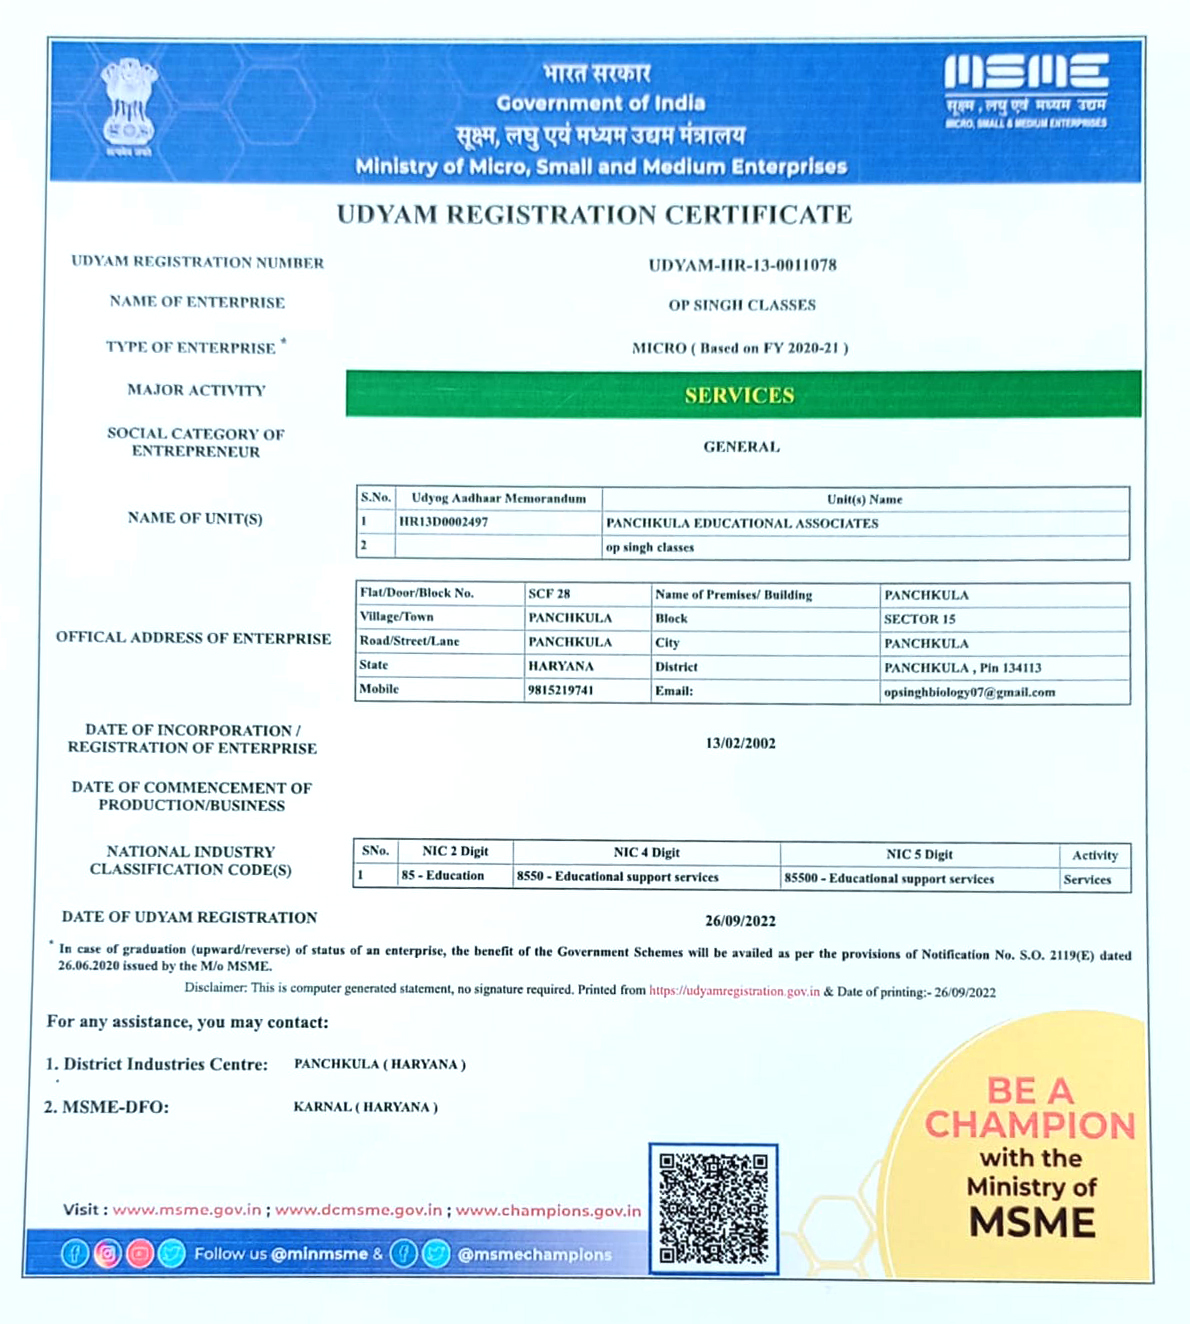 भारत सरकार
Government of India
सूक्ष्म, लघु एवं मध्यम उद्यम मंत्रालय
Ministry of Micro, Small and Medium Enterprises
सत्यमेव जयते
MSME
सूक्ष्म, लघु एवं मध्यम उद्यम
MICRO, SMALL & MEDIUM ENTERPRISES
UDYAM REGISTRATION CERTIFICATE
UDYAM REGISTRATION NUMBER UDYAM-HR-13-0011078
NAME OF ENTERPRISE OP SINGH CLASSES
TYPE OF ENTERPRISE * MICRO ( Based on FY 2020-21 )
MAJOR ACTIVITY SERVICES
SOCIAL CATEGORY OF
ENTREPRENEUR GENERAL
NAME OF UNIT(S)
S.No. Udyog Aadhaar Memorandum Unit(s) Name
1 HR13D0002497 PANCHKULA EDUCATIONAL ASSOCIATES
2 op singh classes
OFFICAL ADDRESS OF ENTERPRISE
Flat/Door/Block No. SCF 28 Name of Premises/ Building PANCHKULA
Village/Town PANCHKULA Block SECTOR 15
Road/Street/Lane PANCHKULA City PANCHKULA
State HARYANA District PANCHKULA , Pin 134113
Mobile 9815219741 Email: opsinghbiology07@gmail.com
DATE OF INCORPORATION /
REGISTRATION OF ENTERPRISE 13/02/2002
DATE OF COMMENCEMENT OF
PRODUCTION/BUSINESS
NATIONAL INDUSTRY
CLASSIFICATION CODE(S)
SNo. NIC 2 Digit NIC 4 Digit NIC 5 Digit Activity
1 85 - Education 8550 - Educational support services 85500 - Educational support services Services
DATE OF UDYAM REGISTRATION 26/09/2022
* In case of graduation (upward/reverse) of status of an enterprise, the benefit of the Government Schemes will be availed as per the provisions of Notification No. S.O. 2119(E) dated
26.06.2020 issued by the M/o MSME.
Disclaimer: This is computer generated statement, no signature required. Printed from https://udyamregistration.gov.in & Date of printing:- 26/09/2022
For any assistance, you may contact:
1. District Industries Centre: PANCHKULA ( HARYANA )
2. MSME-DFO: KARNAL ( HARYANA )
BE A
CHAMPION
with the
Ministry of
MSME
Visit : www.msme.gov.in ; www.dcmsme.gov.in ; www.champions.gov.in
Follow us @minmsme & @msmechampions